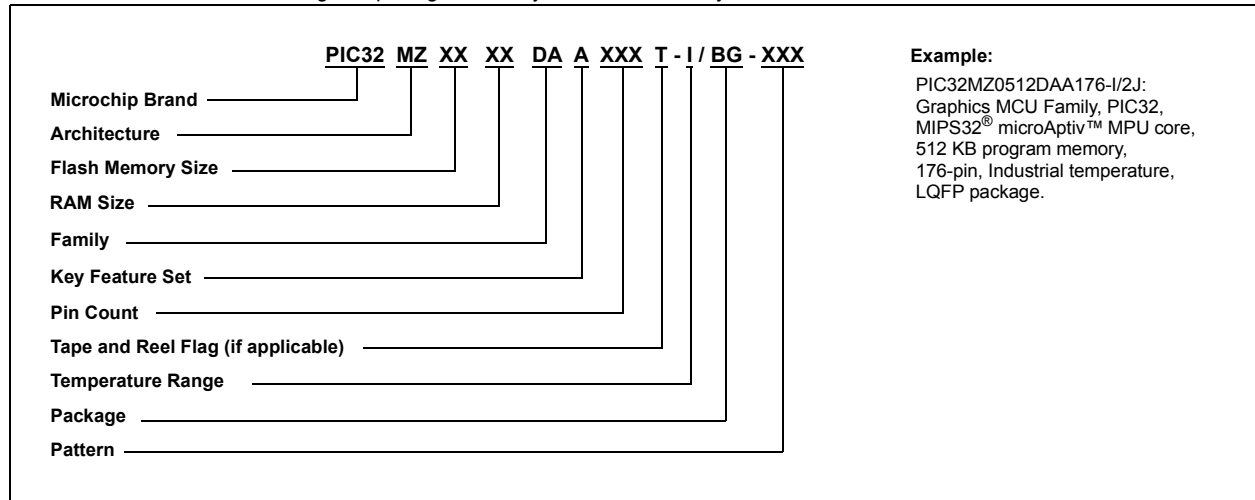 PIC32 MZ XX XX DA A XXX T - I / BG - XXX
Microchip Brand
Architecture
Flash Memory Size
RAM Size
Family
Key Feature Set
Pin Count
Tape and Reel Flag (if applicable)
Temperature Range
Package
Pattern
Example:
PIC32MZ0512DAA176-I/2J:
Graphics MCU Family, PIC32,
MIPS32® microAptiv™ MPU core,
512 KB program memory,
176-pin, Industrial temperature,
LQFP package.